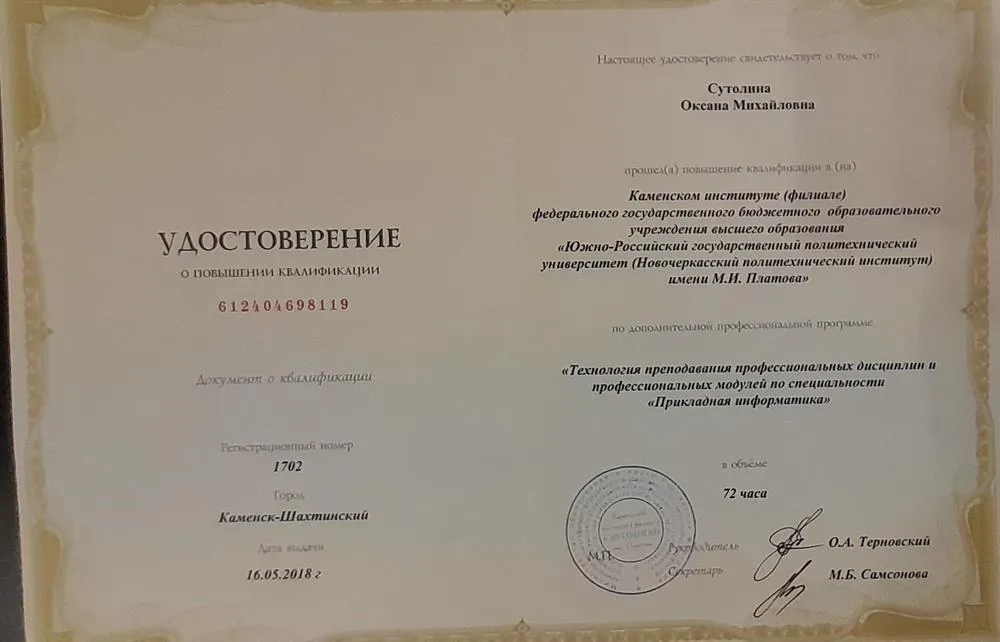 УДОСТОВЕРЕНИЕ
О ПОВЫШЕНИИ КВАЛИФИКАЦИИ
612404698119
Документ о квалификации
Регистрационный номер
1702
Город
Каменск-Шахтинский
Дата выдачи
16.05.2018 г
Настоящее удостоверение свидетельствует о том, что
Сутолина
Оксана Михайловна
прошел(а) повышение квалификации в (на)
Каменском институте (филиале)
федерального государственного бюджетного образовательного
учреждения высшего образования
«Южно-Российский государственный политехнический
университет (Новочеркасский политехнический институт)
имени М.И. Платова»
по дополнительной профессиональной программе
«Технология преподавания профессиональных дисциплин и
профессиональных модулей по специальности
«Прикладная информатика»
в объёме
72 часа
М.П.
Руководитель
О.А. Терновский
Секретарь
М.Б. Самсонова